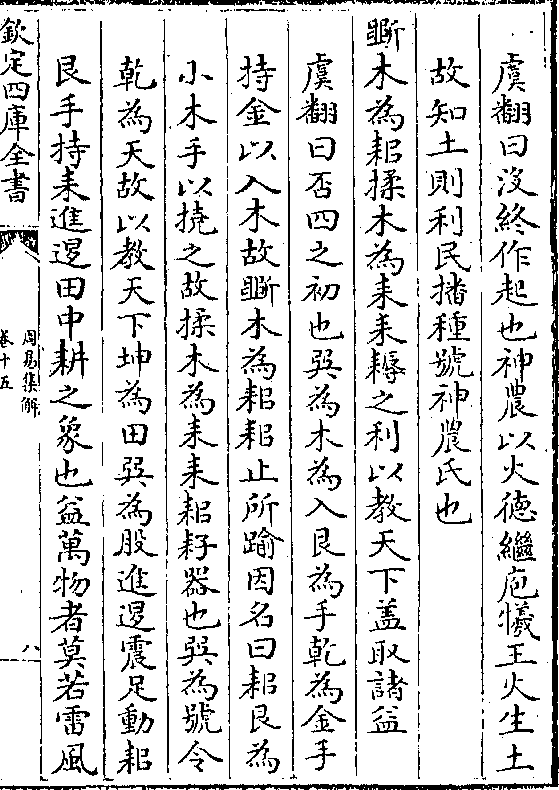 虞翻曰没終作起也神農以火德繼庖犧王火生土
故知土則利民播種號神農氏也
斵木為耜揉木為耒耒耨之利以教天下盖取諸益
虞翻曰否四之初也巽為木為入艮為手乾為金手
持金以入木故斵木為耜耜止所踰因名曰耜艮為
小木手以撓之故揉木為耒耒耜耔器也巽為號令
乾為天故以教天下坤為田巽為股進退震足動耜
艮手持耒進退田中耕之象也益萬物者莫若雷風
欽定四庫全書
周易集解
卷十五
八